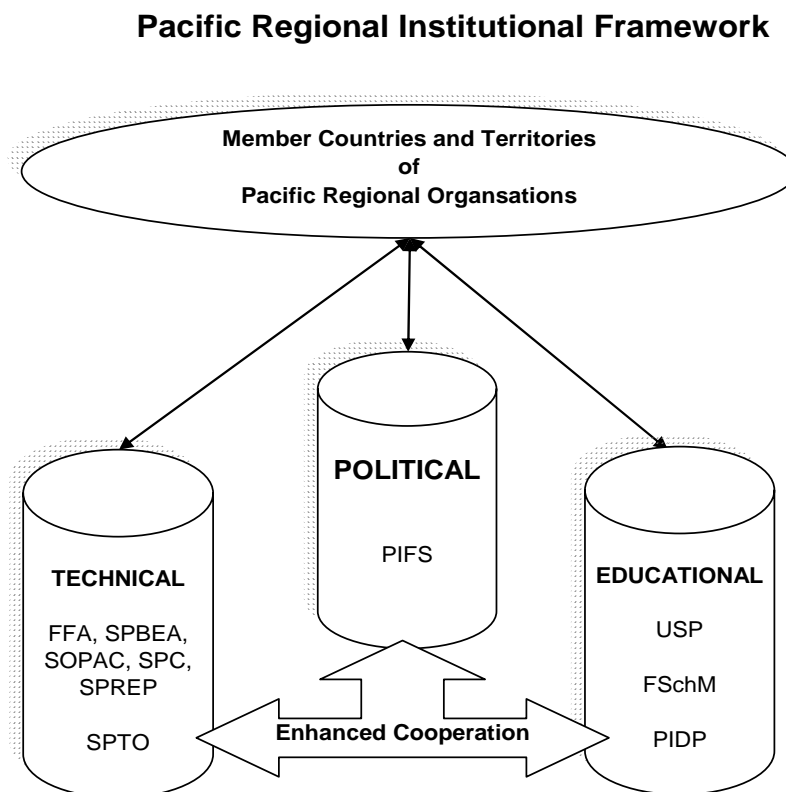 Pacific Regional Institutional Framework
Member Countries and Territories
of
Pacific Regional Organsations
POLITICAL
PIFS
TECHNICAL
FFA, SPBEA,
SOPAC, SPC,
SPREP
SPTO
EDUCATIONAL
USP
FSchM
PIDP
Enhanced Cooperation